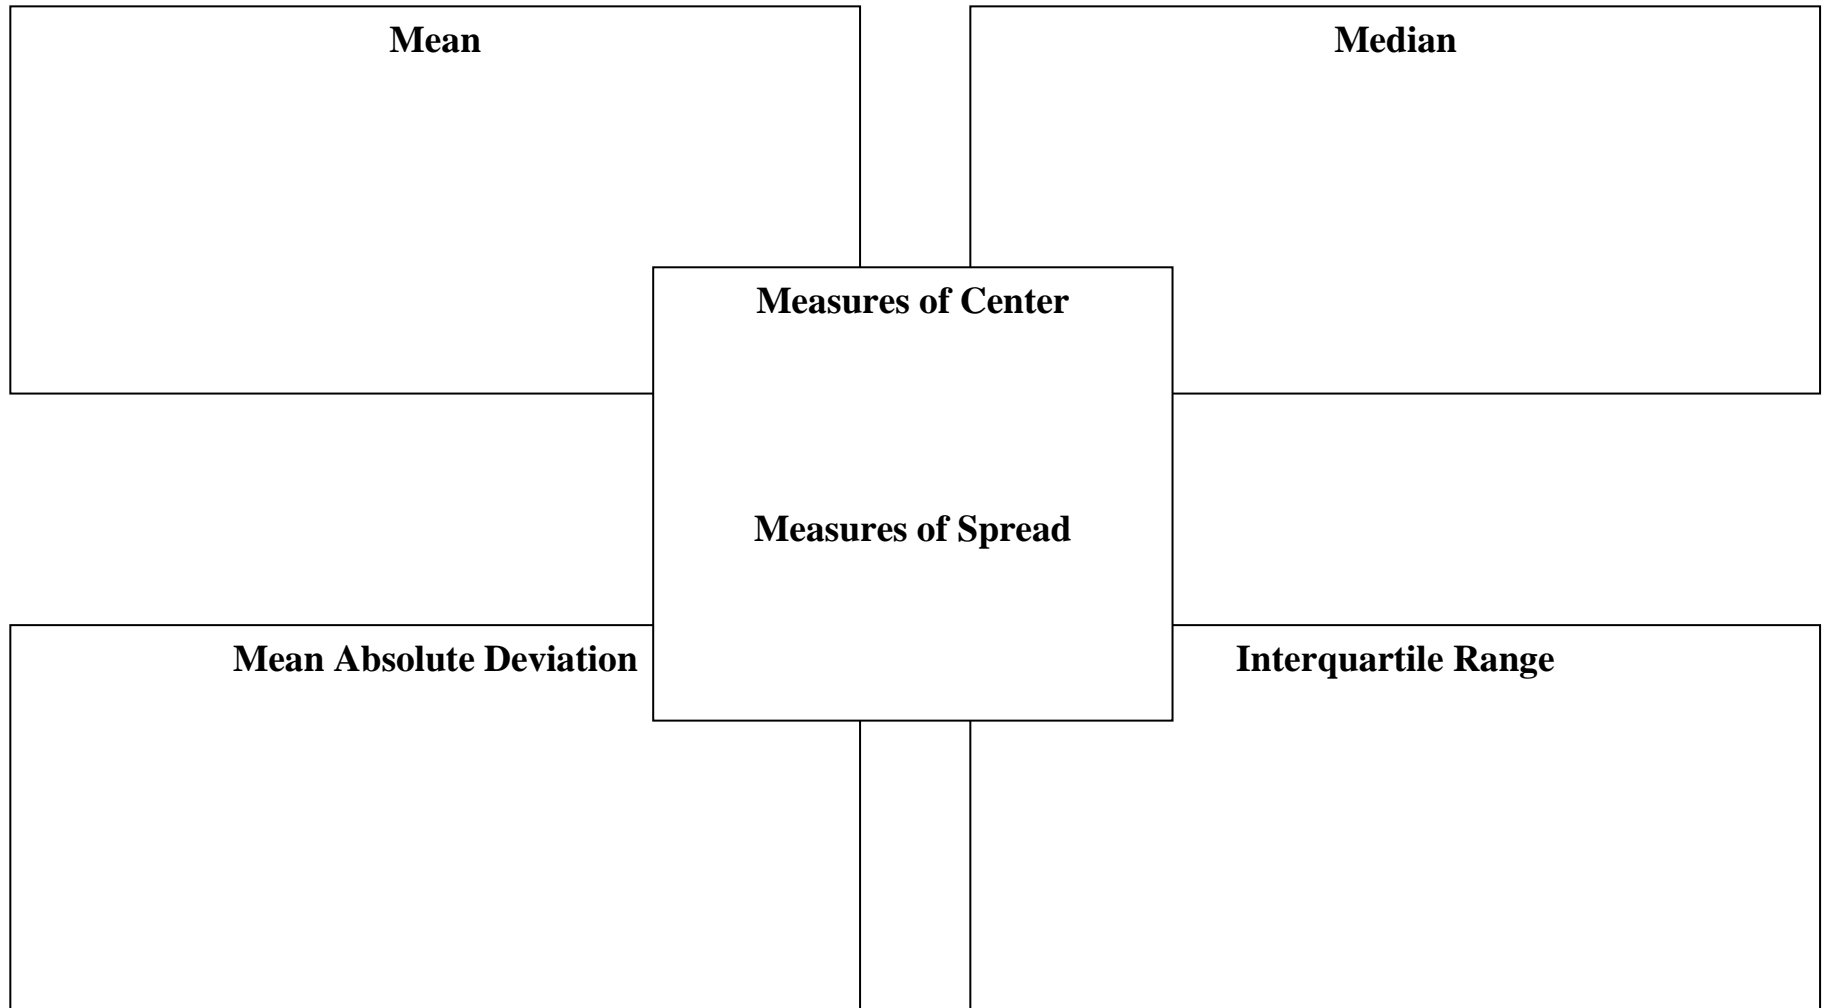 Mean
Median
Measures of Center
Measures of Spread
Mean Absolute Deviation
Interquartile Range